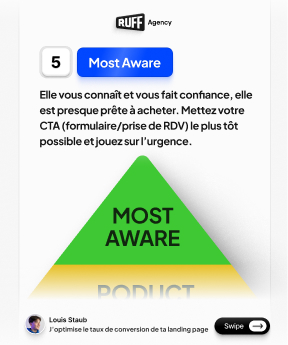 RUFF Agency
5 Most Aware
Elle vous connaît et vous fait confiance, elle
est presque prête à acheter. Mettez votre
CTA (formulaire/prise de RDV) le plus tôt
possible et jouez sur l'urgence.
MOST
AWARE
PODUCT
Louis Staub
J'optimise le taux de conversion de ta landing page
Swipe